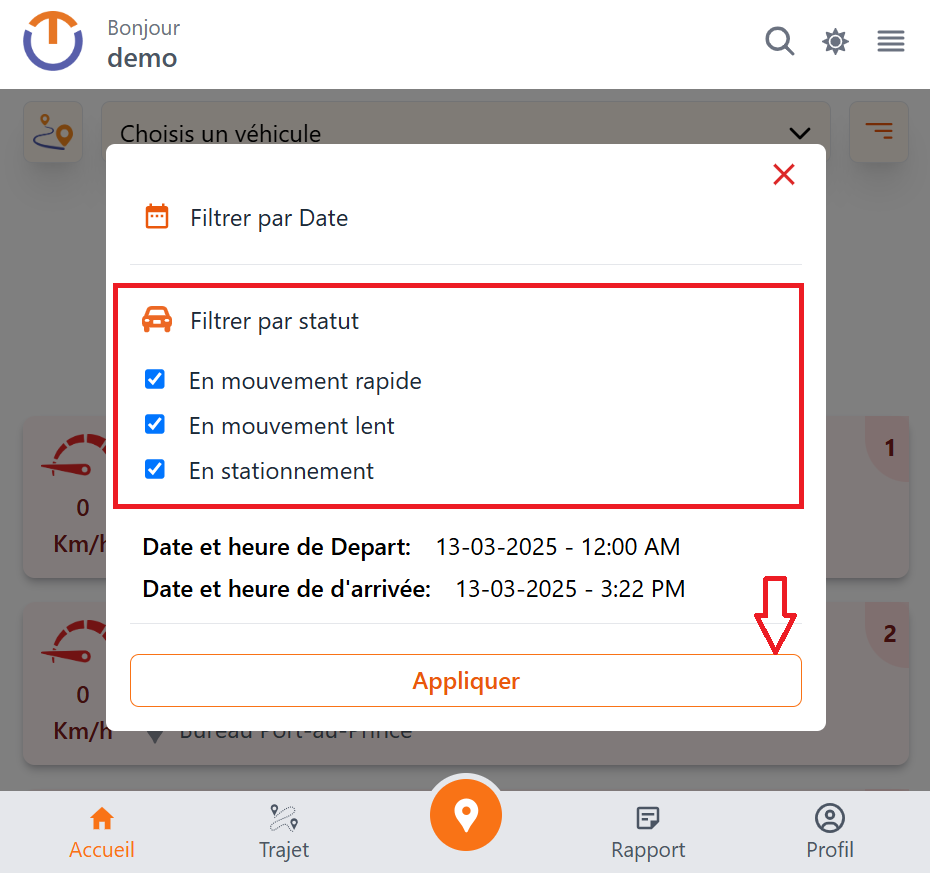 Bonjour
demo
Choisis un véhicule
Filtrer par Date
Filtrer par statut
En mouvement rapide
En mouvement lent
En stationnement
Date et heure de Depart: 13-03-2025 - 12:00 AM
Date et heure de d'arrivée: 13-03-2025 - 3:22 PM
Appliquer
1
0
Km/h
2
0
Km/h
Bureau Port-au-Prince
Accueil
Trajet
Rapport
Profil